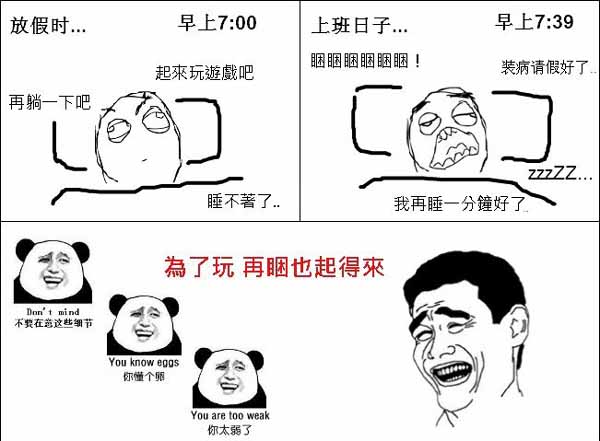 放假时...
早上7:00
起來玩遊戲吧
再躺一下吧
睡不著了..
上班日子...
早上7:39
睏睏睏睏睏睏！
装病请假好了..
zzzZZ...
我再睡一分鐘好了..
為了玩 再睏也起得來
Don't mind
不要在意这些细节
You know eggs
你懂个卵
You are too weak
你太弱了